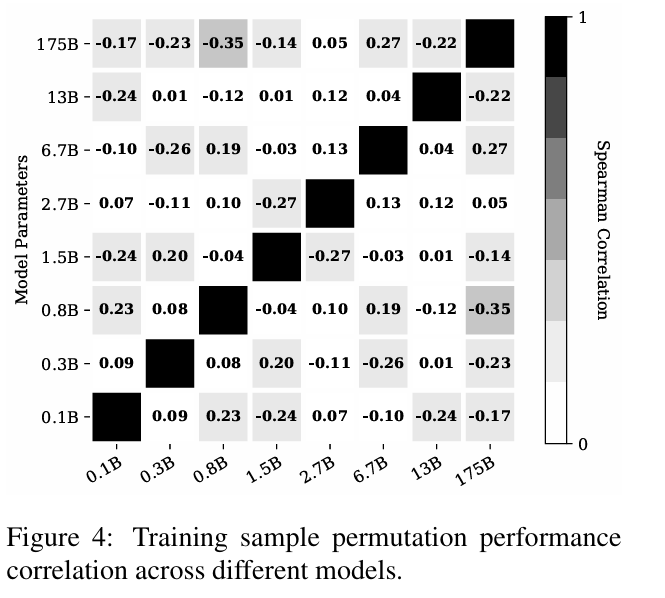 175B -0.17 -0.23 -0.35 -0.14 0.05 0.27 -0.22
13B -0.24 0.01 -0.12 0.01 0.12 0.04 -0.22
6.7B -0.10 -0.26 0.19 -0.03 0.13 0.04 0.27
2.7B 0.07 -0.11 0.10 -0.27 0.13 0.12 0.05
1.5B -0.24 0.20 -0.04 -0.27 -0.03 0.01 -0.14
0.8B 0.23 0.08 -0.04 0.10 0.19 -0.12 -0.35
0.3B 0.09 0.08 0.20 -0.11 -0.26 0.01 -0.23
0.1B 0.09 0.23 -0.24 0.07 -0.10 -0.24 -0.17
0.1B 0.3B 0.8B 1.5B 2.7B 6.7B 13B 175B
Model Parameters
1
0
Spearman Correlation
Figure 4: Training sample permutation performance
correlation across different models.